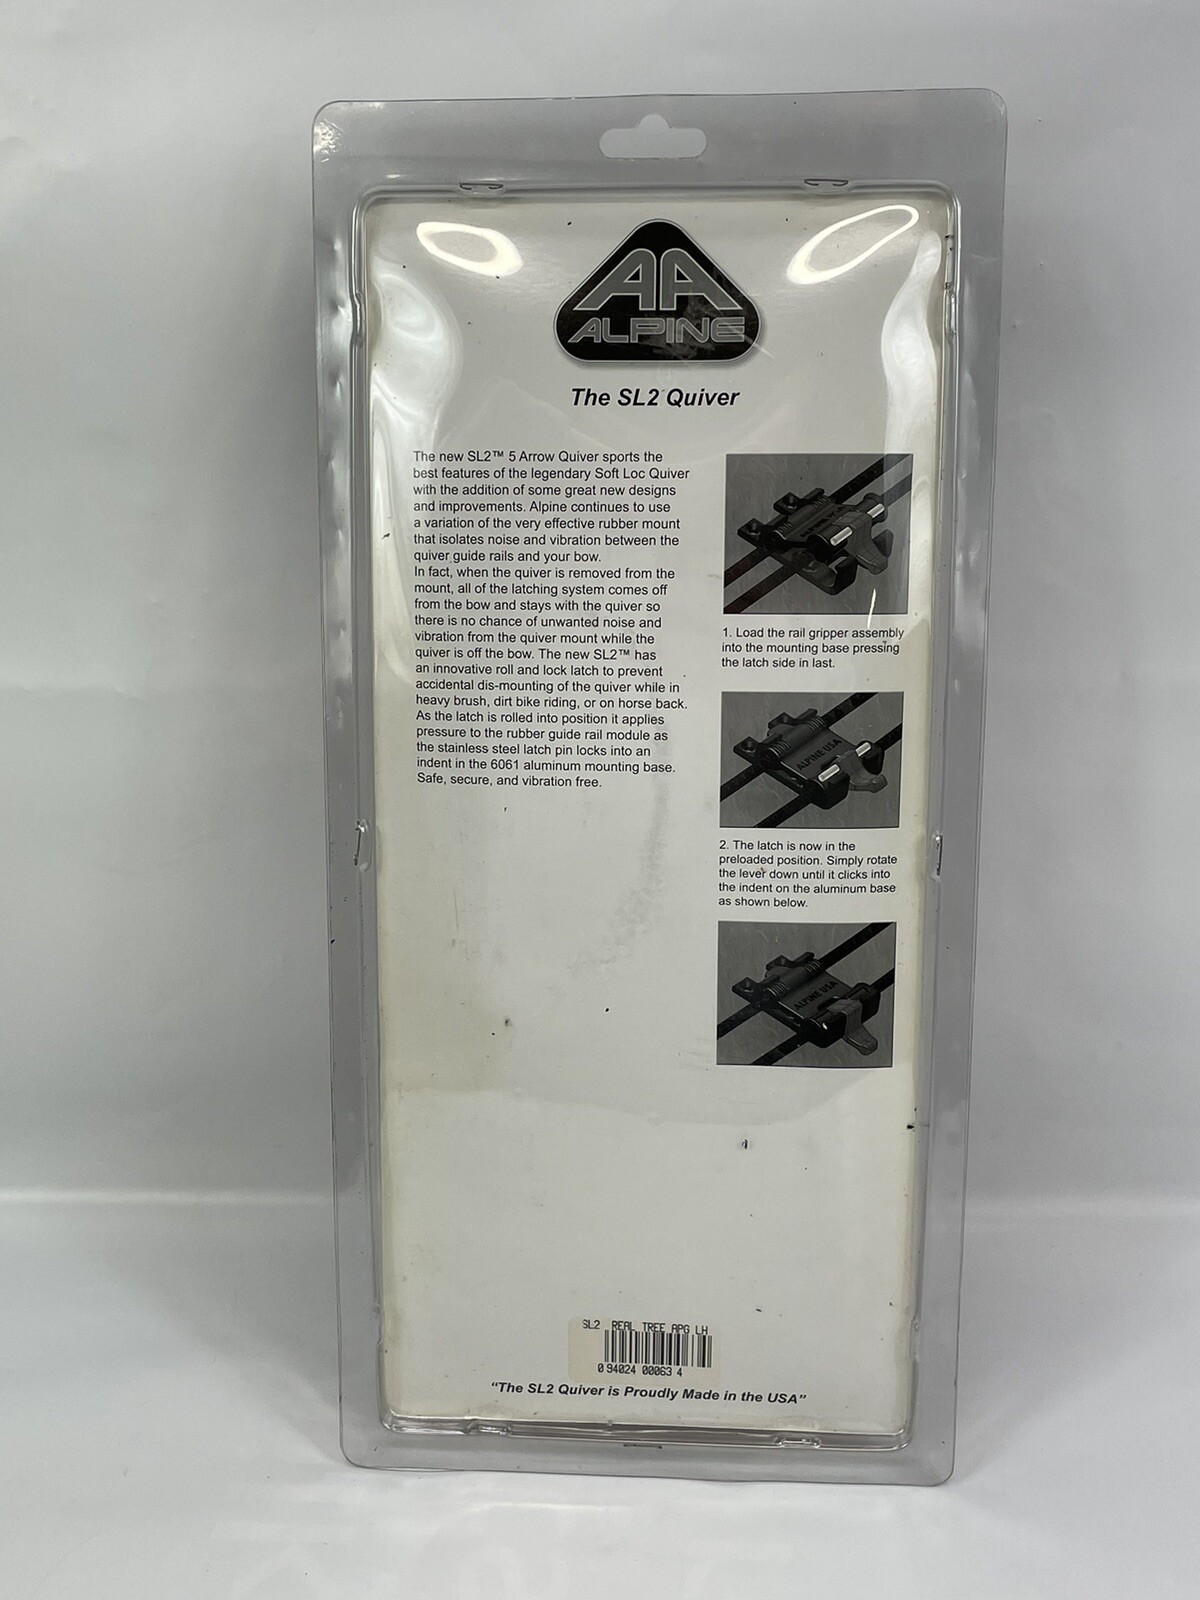 AA
ALPINE
The SL2 Quiver
The new SL2™ 5 Arrow Quiver sports the
best features of the legendary Soft Loc Quiver
with the addition of some great new designs
and improvements. Alpine continues to use
a variation of the very effective rubber mount
that isolates noise and vibration between the
quiver guide rails and your bow.
In fact, when the quiver is removed from the
mount, all of the latching system comes off
from the bow and stays with the quiver so
there is no chance of unwanted noise and
vibration from the quiver mount while the
quiver is off the bow. The new SL2™ has
an innovative roll and lock latch to prevent
accidental dis-mounting of the quiver while in
heavy brush, dirt bike riding, or on horse back.
As the latch is rolled into position it applies
pressure to the rubber guide rail module as
the stainless steel latch pin locks into an
indent in the 6061 aluminum mounting base.
Safe, secure, and vibration free.
1. Load the rail gripper assembly
into the mounting base pressing
the latch side in last.
ALPINE USA
2. The latch is now in the
preloaded position. Simply rotate
the lever down until it clicks into
the indent on the aluminum base
as shown below.
ALPINE USA
SL2 REAL TREE APG LH
0 94024 00063 4
“The SL2 Quiver is Proudly Made in the USA”